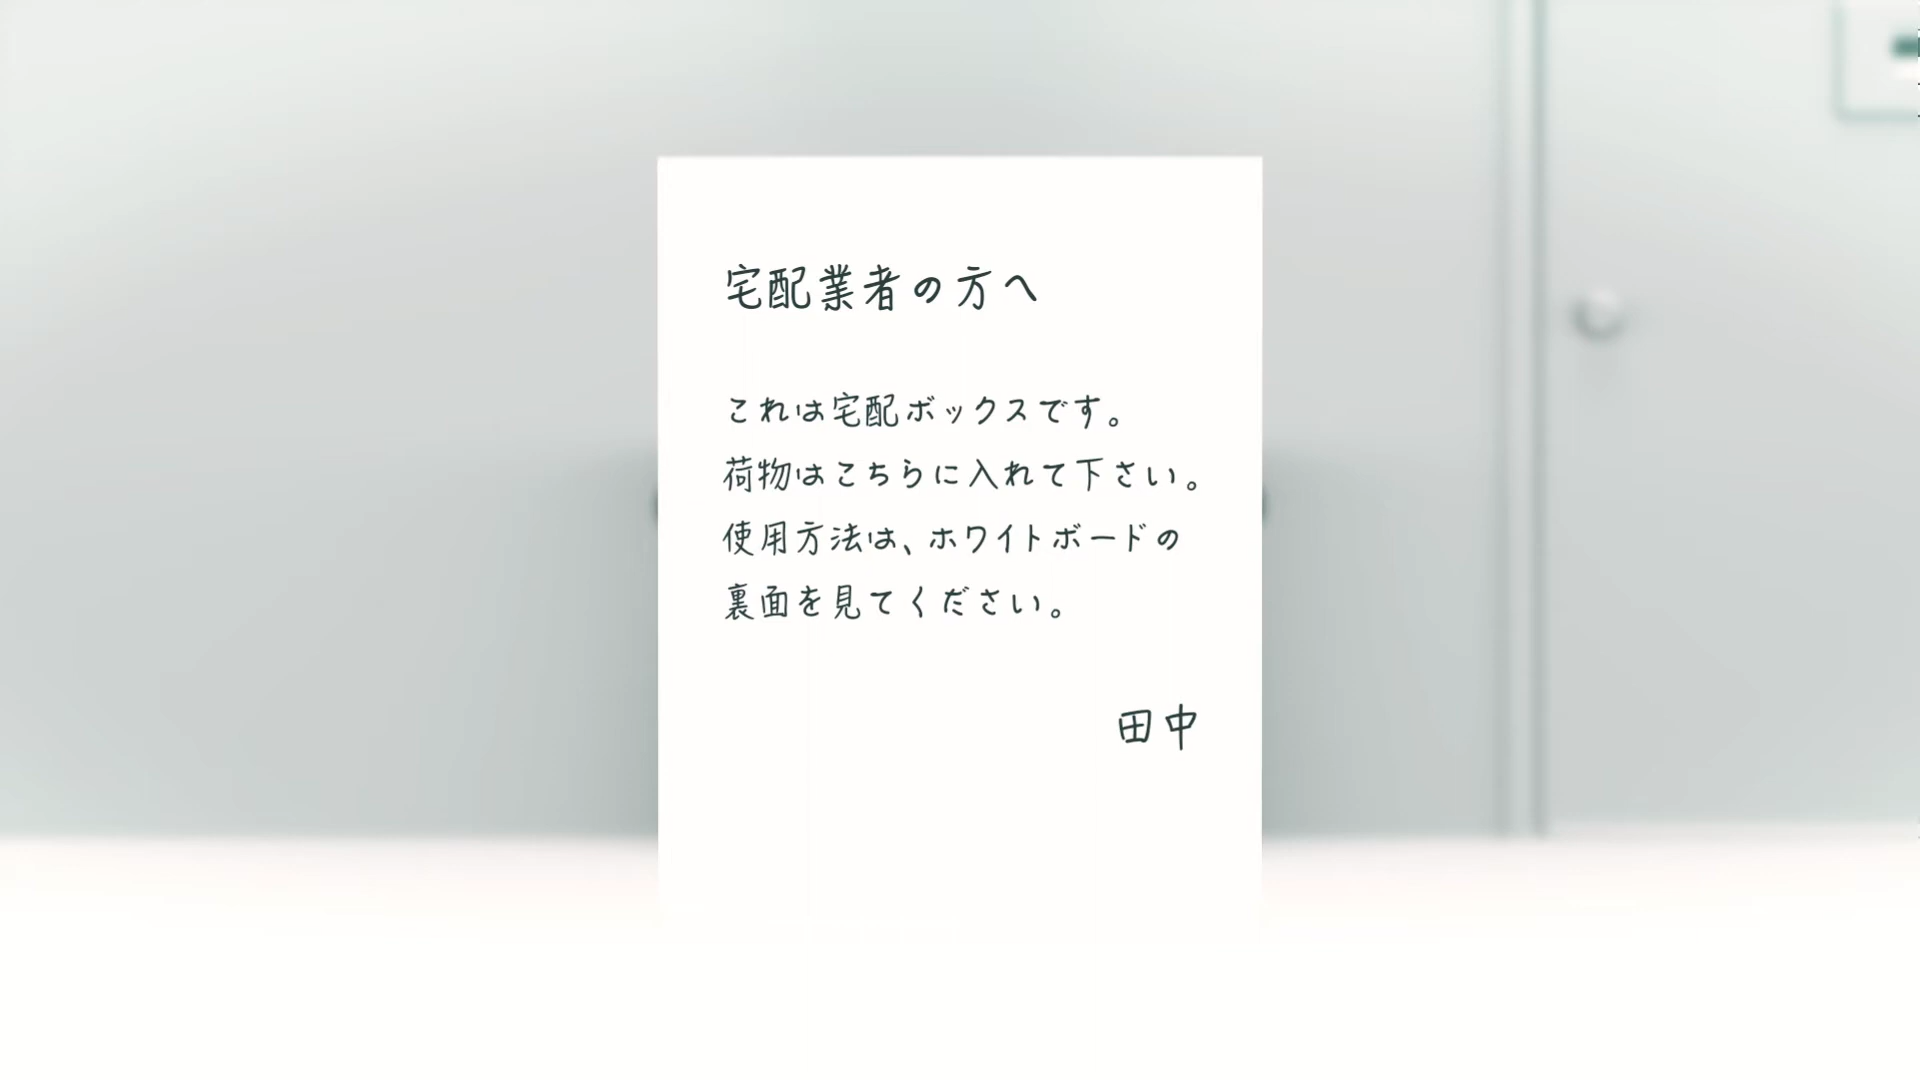 宅配業者の方へ
これは宅配ボックスです。
荷物はこちらに入れて下さい。
使用方法は、ホワイトボードの
裏面を見てください。
田中